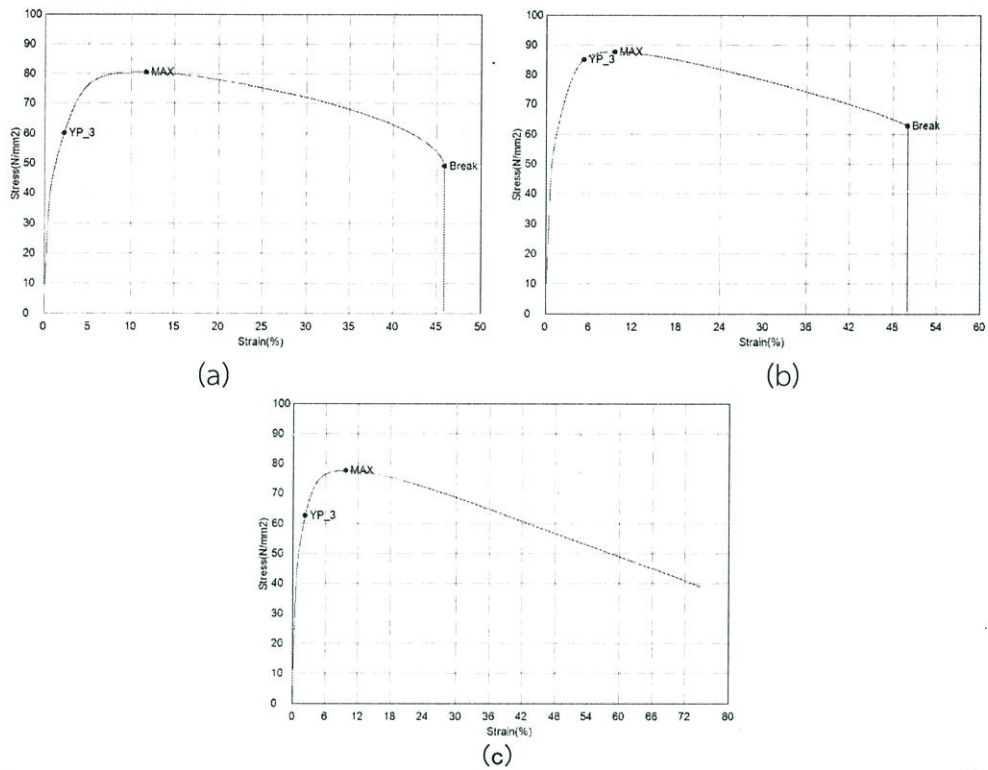 100
90
80
70
60
50
40
30
20
10
0
Stress(N/mm2)
MAX
YP_3
Break
0 5 10 15 20 25 30 35 40 45 50
Strain(%)
(a)
100
90
80
70
60
50
40
30
20
10
0
Stress(N/mm2)
MAX
YP_3
Break
0 6 12 18 24 30 36 42 48 54 60
Strain(%)
(b)
100
90
80
70
60
50
40
30
20
10
0
Stress(N/mm2)
MAX
YP_3
0 6 12 18 24 30 36 42 48 54 60 66 72 80
Strain(%)
(c)